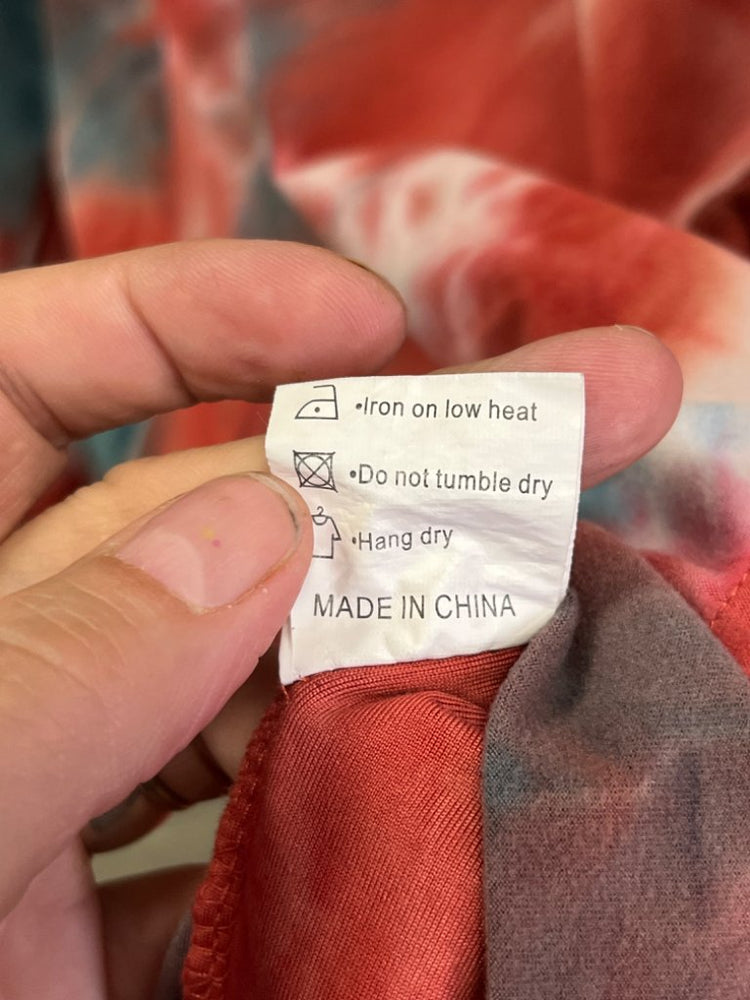 •Iron on low heat
•Do not tumble dry
•Hang dry
MADE IN CHINA